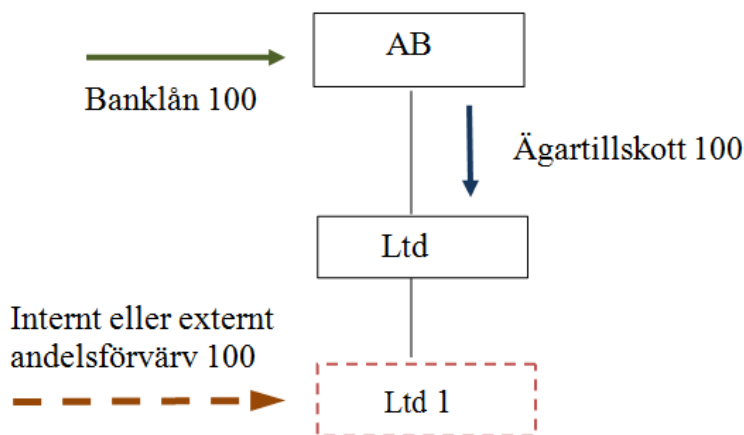 AB
Banklån 100
Ägartillskott 100
Ltd
Internt eller externt
andelsförvärv 100
Ltd 1